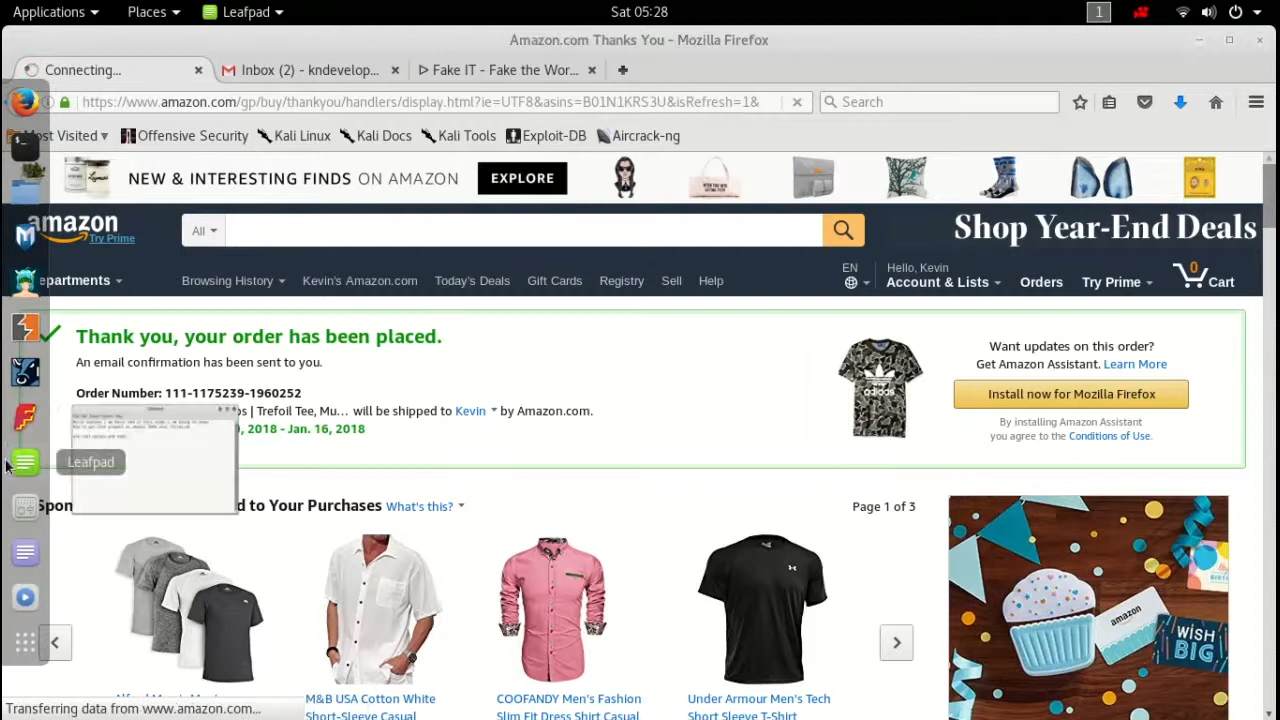 Applications Places Leafpad Sat 05:28 1
Amazon.com Thanks You - Mozilla Firefox
Connecting... Inbox (2) - kndevelop... Fake IT - Fake the Wor...
https://www.amazon.com/gp/buy/thankyou/handlers/display.html?ie=UTF8&asins=B01N1KRS3U&isRefresh=1& Search
Most Visited Offensive Security Kali Linux Kali Docs Kali Tools Exploit-DB Aircrack-ng
NEW & INTERESTING FINDS ON AMAZON EXPLORE
amazon
Try Prime
All
Shop Year-End Deals
epartments Browsing History Kevin's Amazon.com Today's Deals Gift Cards Registry Sell Help
EN Hello, Kevin
Account & Lists Orders Try Prime 0 Cart
Thank you, your order has been placed.
An email confirmation has been sent to you.
Order Number: 111-1175239-1960252
os | Trefoil Tee, Mu... will be shipped to Kevin by Amazon.com.
, 2018 - Jan. 16, 2018
Want updates on this order?
Get Amazon Assistant. Learn More
Install now for Mozilla Firefox
By installing Amazon Assistant
you agree to the Conditions of Use.
adidas
Leafpad
Spon d to Your Purchases What's this? Page 1 of 3
amazon
WISH
BIG
M&B USA Cotton White
Short-Sleeve Casual
COOFANDY Men's Fashion
Slim Fit Dress Shirt Casual
Under Armour Men's Tech
Short Sleeve T-Shirt
Transferring data from www.amazon.com...